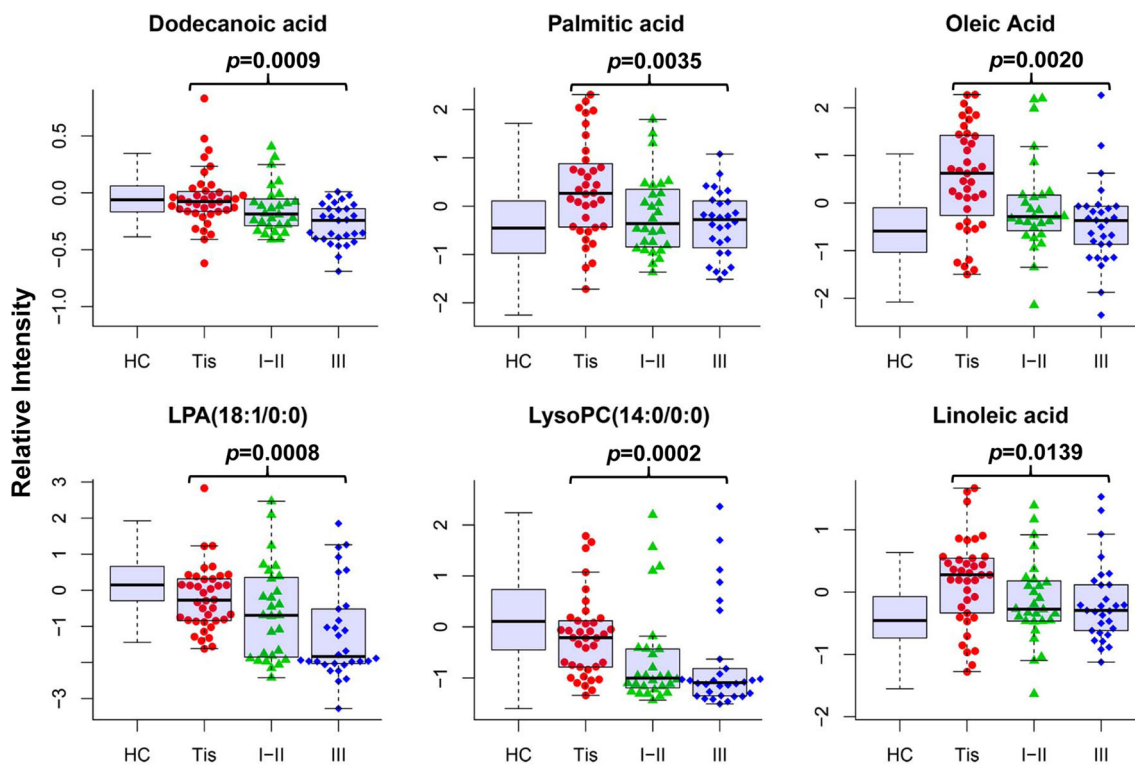 Dodecanoic acid
Palmitic acid
Oleic Acid
p=0.0009
p=0.0035
p=0.0020
0.5
0.0
−0.5
−1.0
2
1
0
−1
−2
2
1
0
−1
−2
HC Tis I−II III
HC Tis I−II III
HC Tis I−II III
Relative Intensity
LPA(18:1/0:0)
LysoPC(14:0/0:0)
Linoleic acid
p=0.0008
p=0.0002
p=0.0139
3
2
1
0
−1
−3
2
1
0
−1
1
0
−1
−2
HC Tis I−II III
HC Tis I−II III
HC Tis I−II III